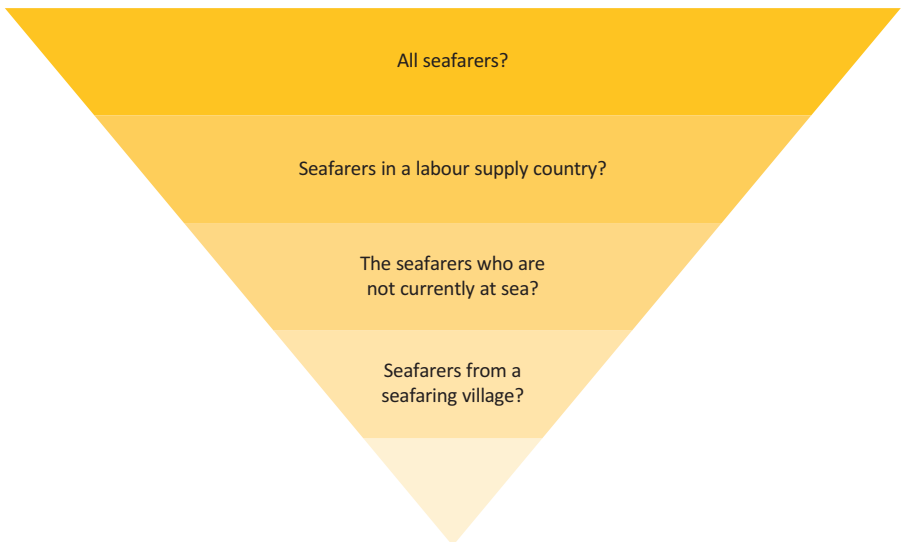 All seafarers?
Seafarers in a labour supply country?
The seafarers who are
not currently at sea?
Seafarers from a
seafaring village?